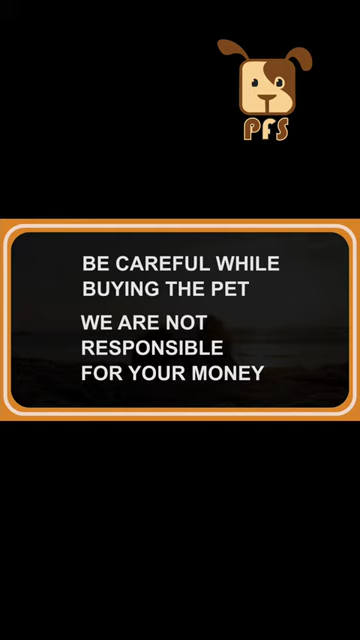 PFS
BE CAREFUL WHILE
BUYING THE PET
WE ARE NOT
RESPONSIBLE
FOR YOUR MONEY